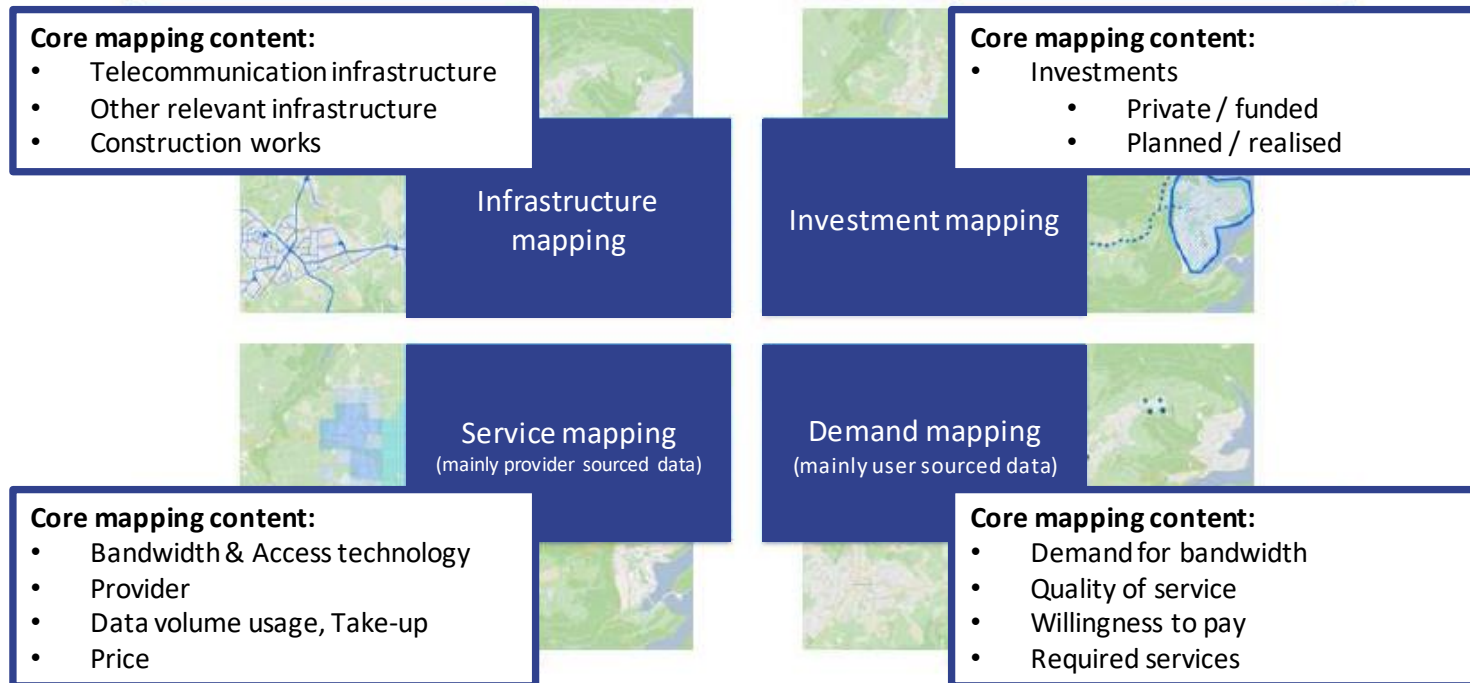 Core mapping content:
• Telecommunication infrastructure
• Other relevant infrastructure
• Construction works
Infrastructure
mapping
Core mapping content:
• Investments
• Private / funded
• Planned / realised
Investment mapping
Service mapping
(mainly provider sourced data)
Core mapping content:
• Bandwidth & Access technology
• Provider
• Data volume usage, Take-up
• Price
Demand mapping
(mainly user sourced data)
Core mapping content:
• Demand for bandwidth
• Quality of service
• Willingness to pay
• Required services